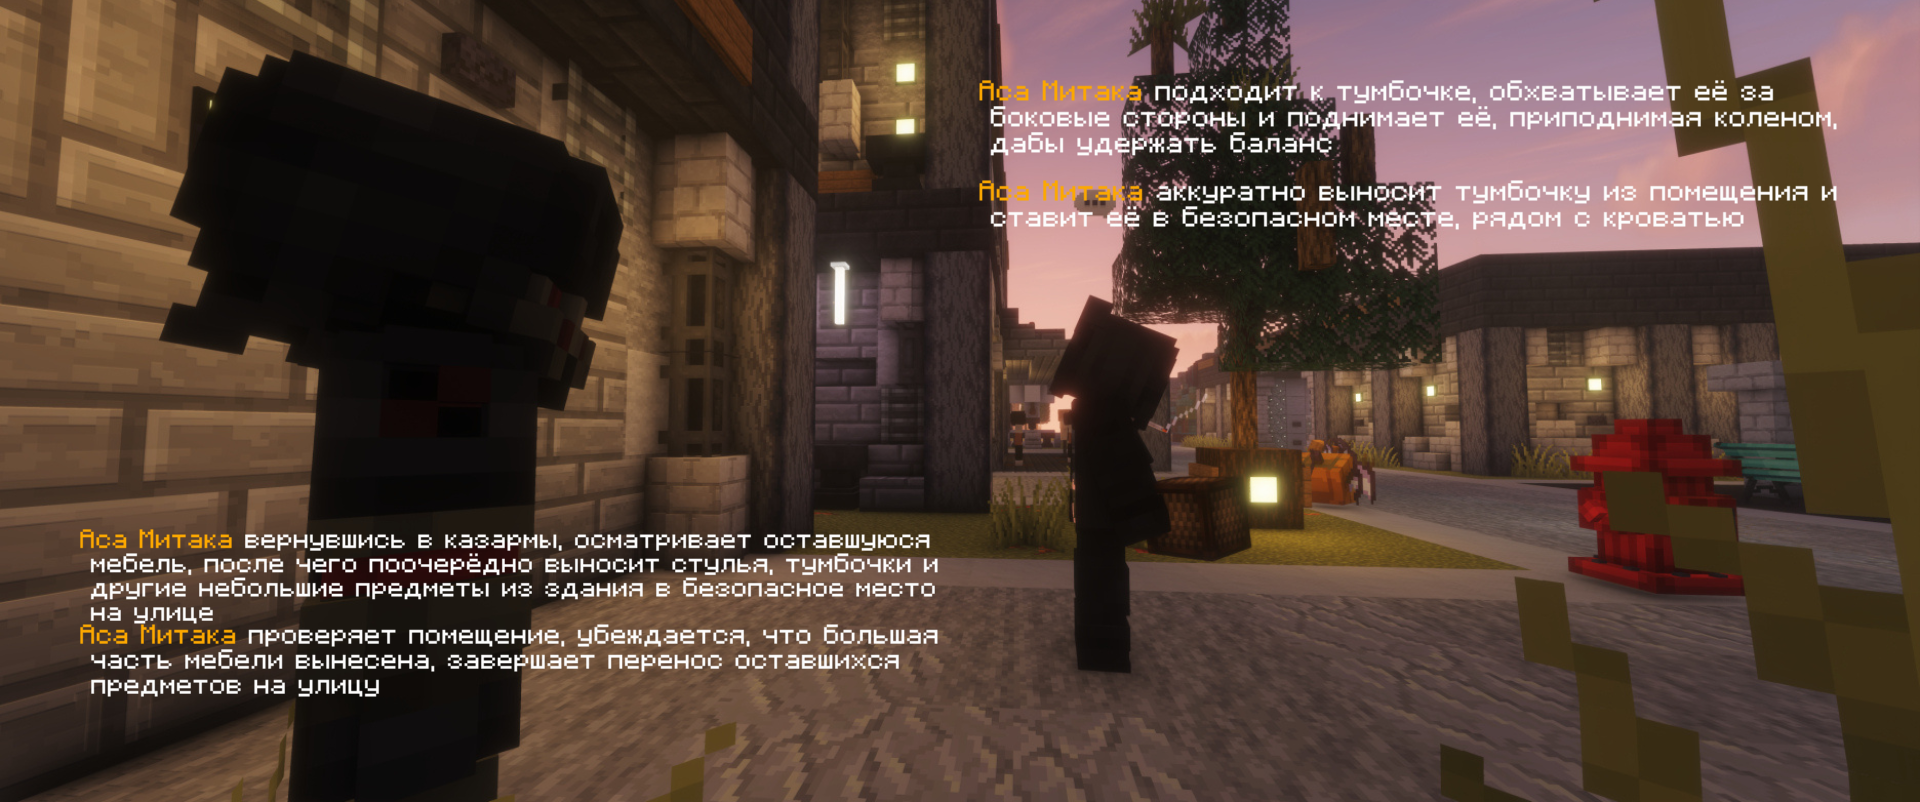 Аса Митака подходит к тумбочке, обхватывает её за
боковые стороны и поднимает её, приподнимая коленом,
дабы удержать баланс
Аса Митака аккуратно выносит тумбочку из помещения и
ставит её в безопасном месте, рядом с кроватью
Аса Митака вернувшись в казармы, осматривает оставшуюся
мебель, после чего поочерёдно выносит стулья, тумбочки и
другие небольшие предметы из здания в безопасное место
на улице
Аса Митака проверяет помещение, убеждается, что большая
часть мебели вынесена, завершает перенос оставшихся
предметов на улицу